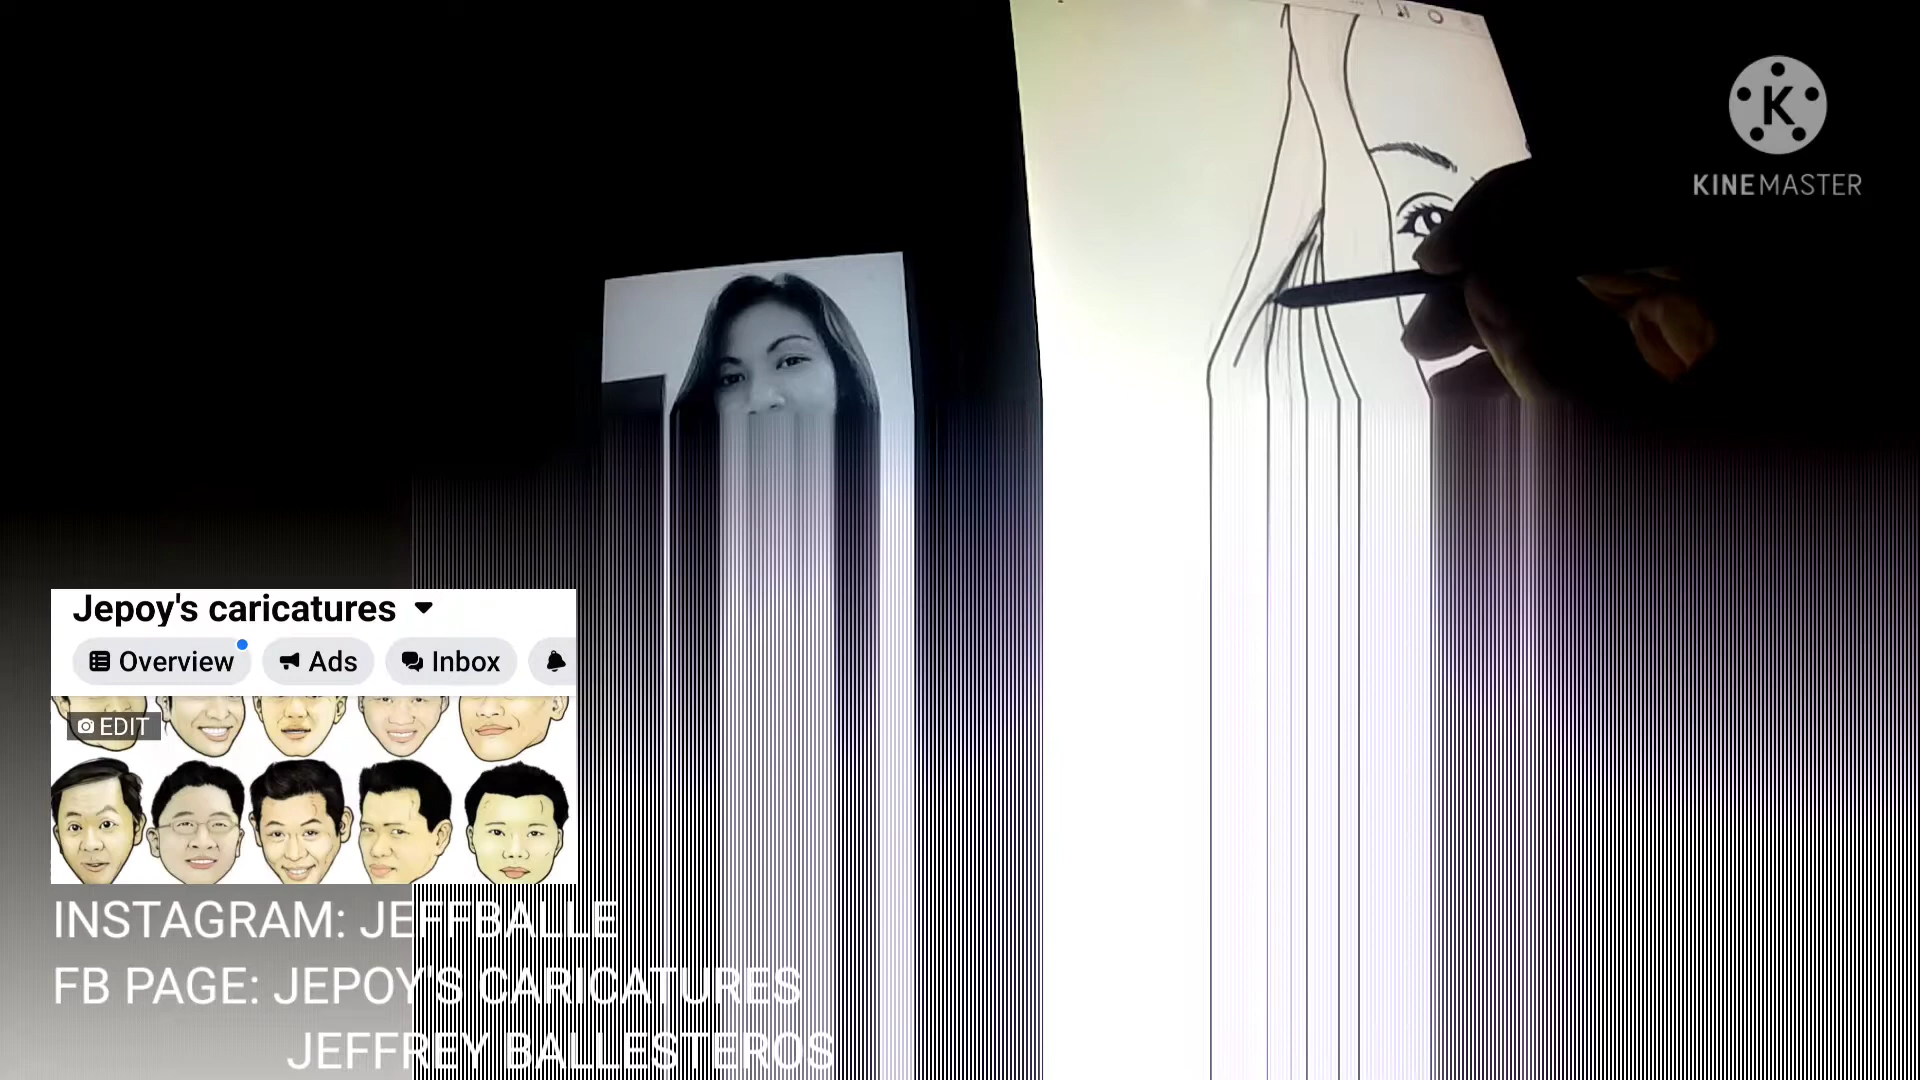 K
KINEMASTER
Jepoy's caricatures
Overview Ads Inbox
EDIT
INSTAGRAM: JEFFBALLE
FB PAGE: JEPOY'S CARICATURES
JEFFREY BALLESTEROS